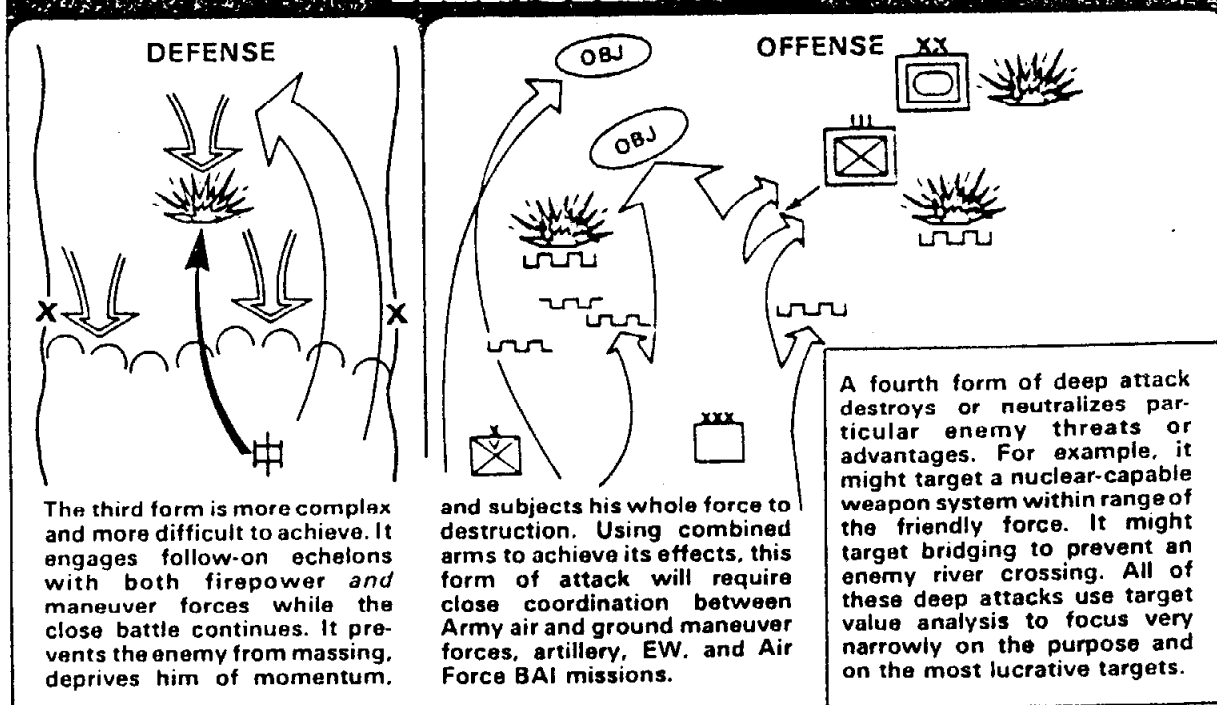 DEFENSE
X
X
The third form is more complex
and more difficult to achieve. It
engages follow-on echelons
with both firepower and
maneuver forces while the
close battle continues. It pre-
vents the enemy from massing,
deprives him of momentum,
OFFENSE
OBJ
OBJ
XX
III
X
XXX
and subjects his whole force to
destruction. Using combined
arms to achieve its effects, this
form of attack will require
close coordination between
Army air and ground maneuver
forces, artillery, EW, and Air
Force BAI missions.
A fourth form of deep attack
destroys or neutralizes par-
ticular enemy threats or
advantages. For example, it
might target a nuclear-capable
weapon system within range of
the friendly force. It might
target bridging to prevent an
enemy river crossing. All of
these deep attacks use target
value analysis to focus very
narrowly on the purpose and
on the most lucrative targets.